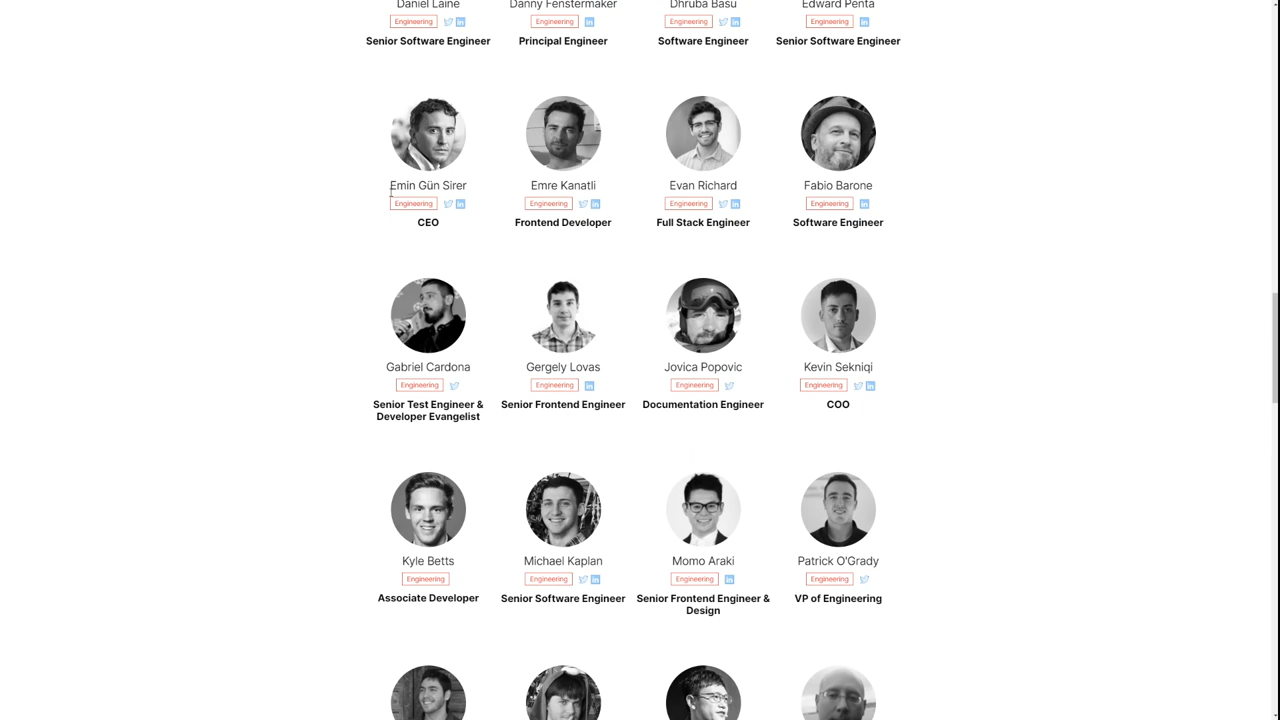 Daniel Laine Danny Fenstermaker Dhruba Basu Edward Penta
Engineering Engineering Engineering Engineering
Senior Software Engineer Principal Engineer Software Engineer Senior Software Engineer
Emin Gün Sirer Emre Kanatli Evan Richard Fabio Barone
Engineering Engineering Engineering Engineering
CEO Frontend Developer Full Stack Engineer Software Engineer
Gabriel Cardona Gergely Lovas Jovica Popovic Kevin Sekniqi
Engineering Engineering Engineering Engineering
Senior Test Engineer & Senior Frontend Engineer Documentation Engineer COO
Developer Evangelist
Kyle Betts Michael Kaplan Momo Araki Patrick O'Grady
Engineering Engineering Engineering Engineering
Associate Developer Senior Software Engineer Senior Frontend Engineer & VP of Engineering
Design